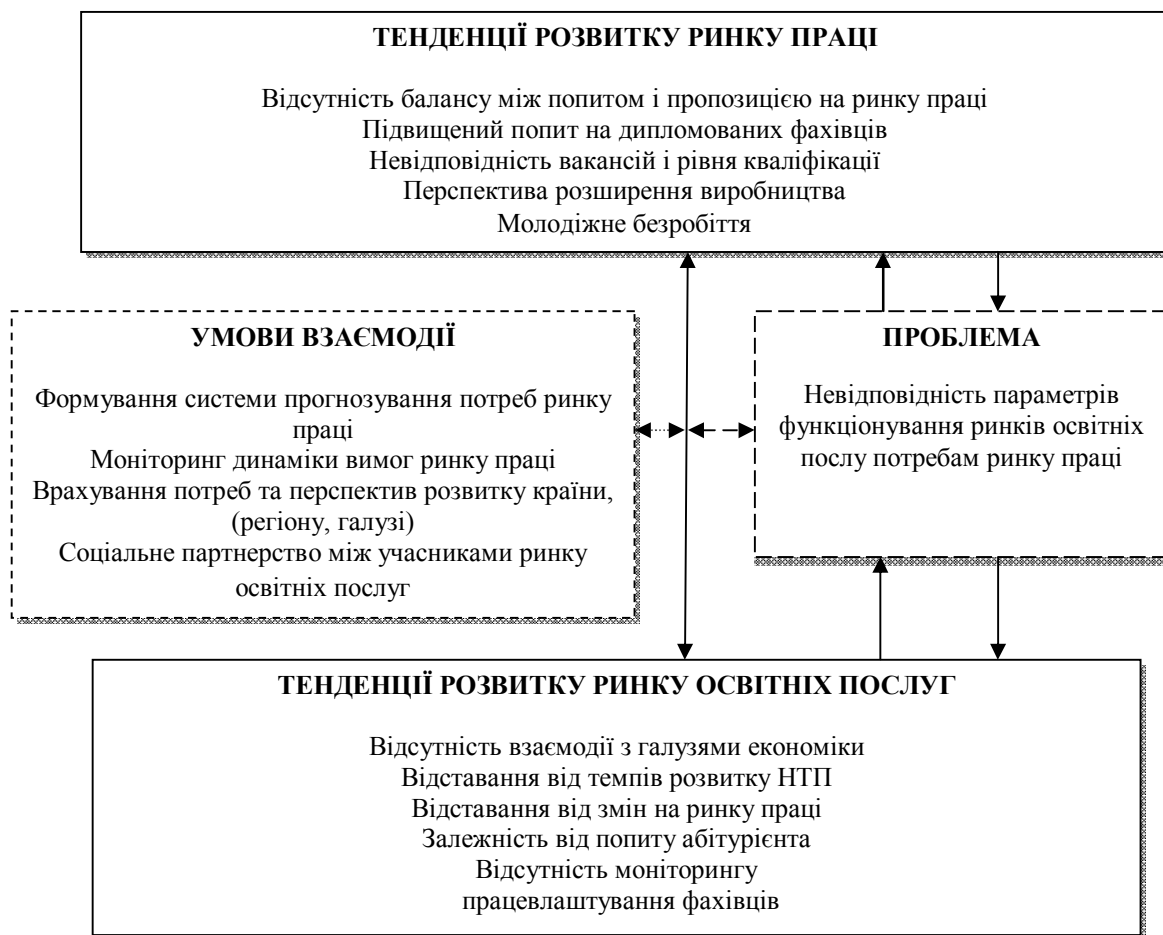 ТЕНДЕНЦІЇ РОЗВИТКУ РИНКУ ПРАЦІ
Відсутність балансу між попитом і пропозицією на ринку праці
Підвищений попит на дипломованих фахівців
Невідповідність вакансій і рівня кваліфікації
Перспектива розширення виробництва
Молодіжне безробіття
УМОВИ ВЗАЄМОДІЇ
Формування системи прогнозування потреб ринку
праці
Моніторинг динаміки вимог ринку праці
Врахування потреб та перспектив розвитку країни,
(регіону, галузі)
Соціальне партнерство між учасниками ринку
освітніх послуг
ПРОБЛЕМА
Невідповідність параметрів
функціонування ринків освітніх
послу потребам ринку праці
ТЕНДЕНЦІЇ РОЗВИТКУ РИНКУ ОСВІТНІХ ПОСЛУГ
Відсутність взаємодії з галузями економіки
Відставання від темпів розвитку НТП
Відставання від змін на ринку праці
Залежність від попиту абітурієнта
Відсутність моніторингу
працевлаштування фахівців